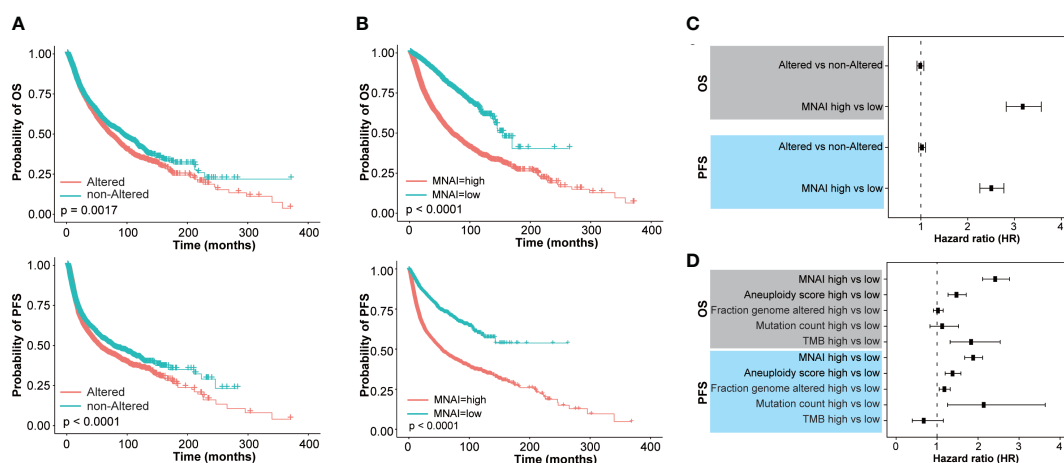 A
Probability of OS
1.00
0.75
0.50
0.25
0.00
Altered
non-Altered
p = 0.0017
0 100 200 300 400
Time (months)
Probability of PFS
1.00
0.75
0.50
0.25
0.00
Altered
non-Altered
p < 0.0001
0 100 200 300 400
Time (months)
B
Probability of OS
1.00
0.75
0.50
0.25
0.00
MNAI=high
MNAI=low
p < 0.0001
0 100 200 300 400
Time (months)
Probability of PFS
1.00
0.75
0.50
0.25
0.00
MNAI=high
MNAI=low
p < 0.0001
0 100 200 300 400
Time (months)
C
OS
Altered vs non-Altered
MNAI high vs low
PFS
Altered vs non-Altered
MNAI high vs low
1 2 3 4
Hazard ratio (HR)
D
OS
MNAI high vs low
Aneuploidy score high vs low
Fraction genome altered high vs low
Mutation count high vs low
TMB high vs low
PFS
MNAI high vs low
Aneuploidy score high vs low
Fraction genome altered high vs low
Mutation count high vs low
TMB high vs low
0 1 2 3 4
Hazard ratio (HR)